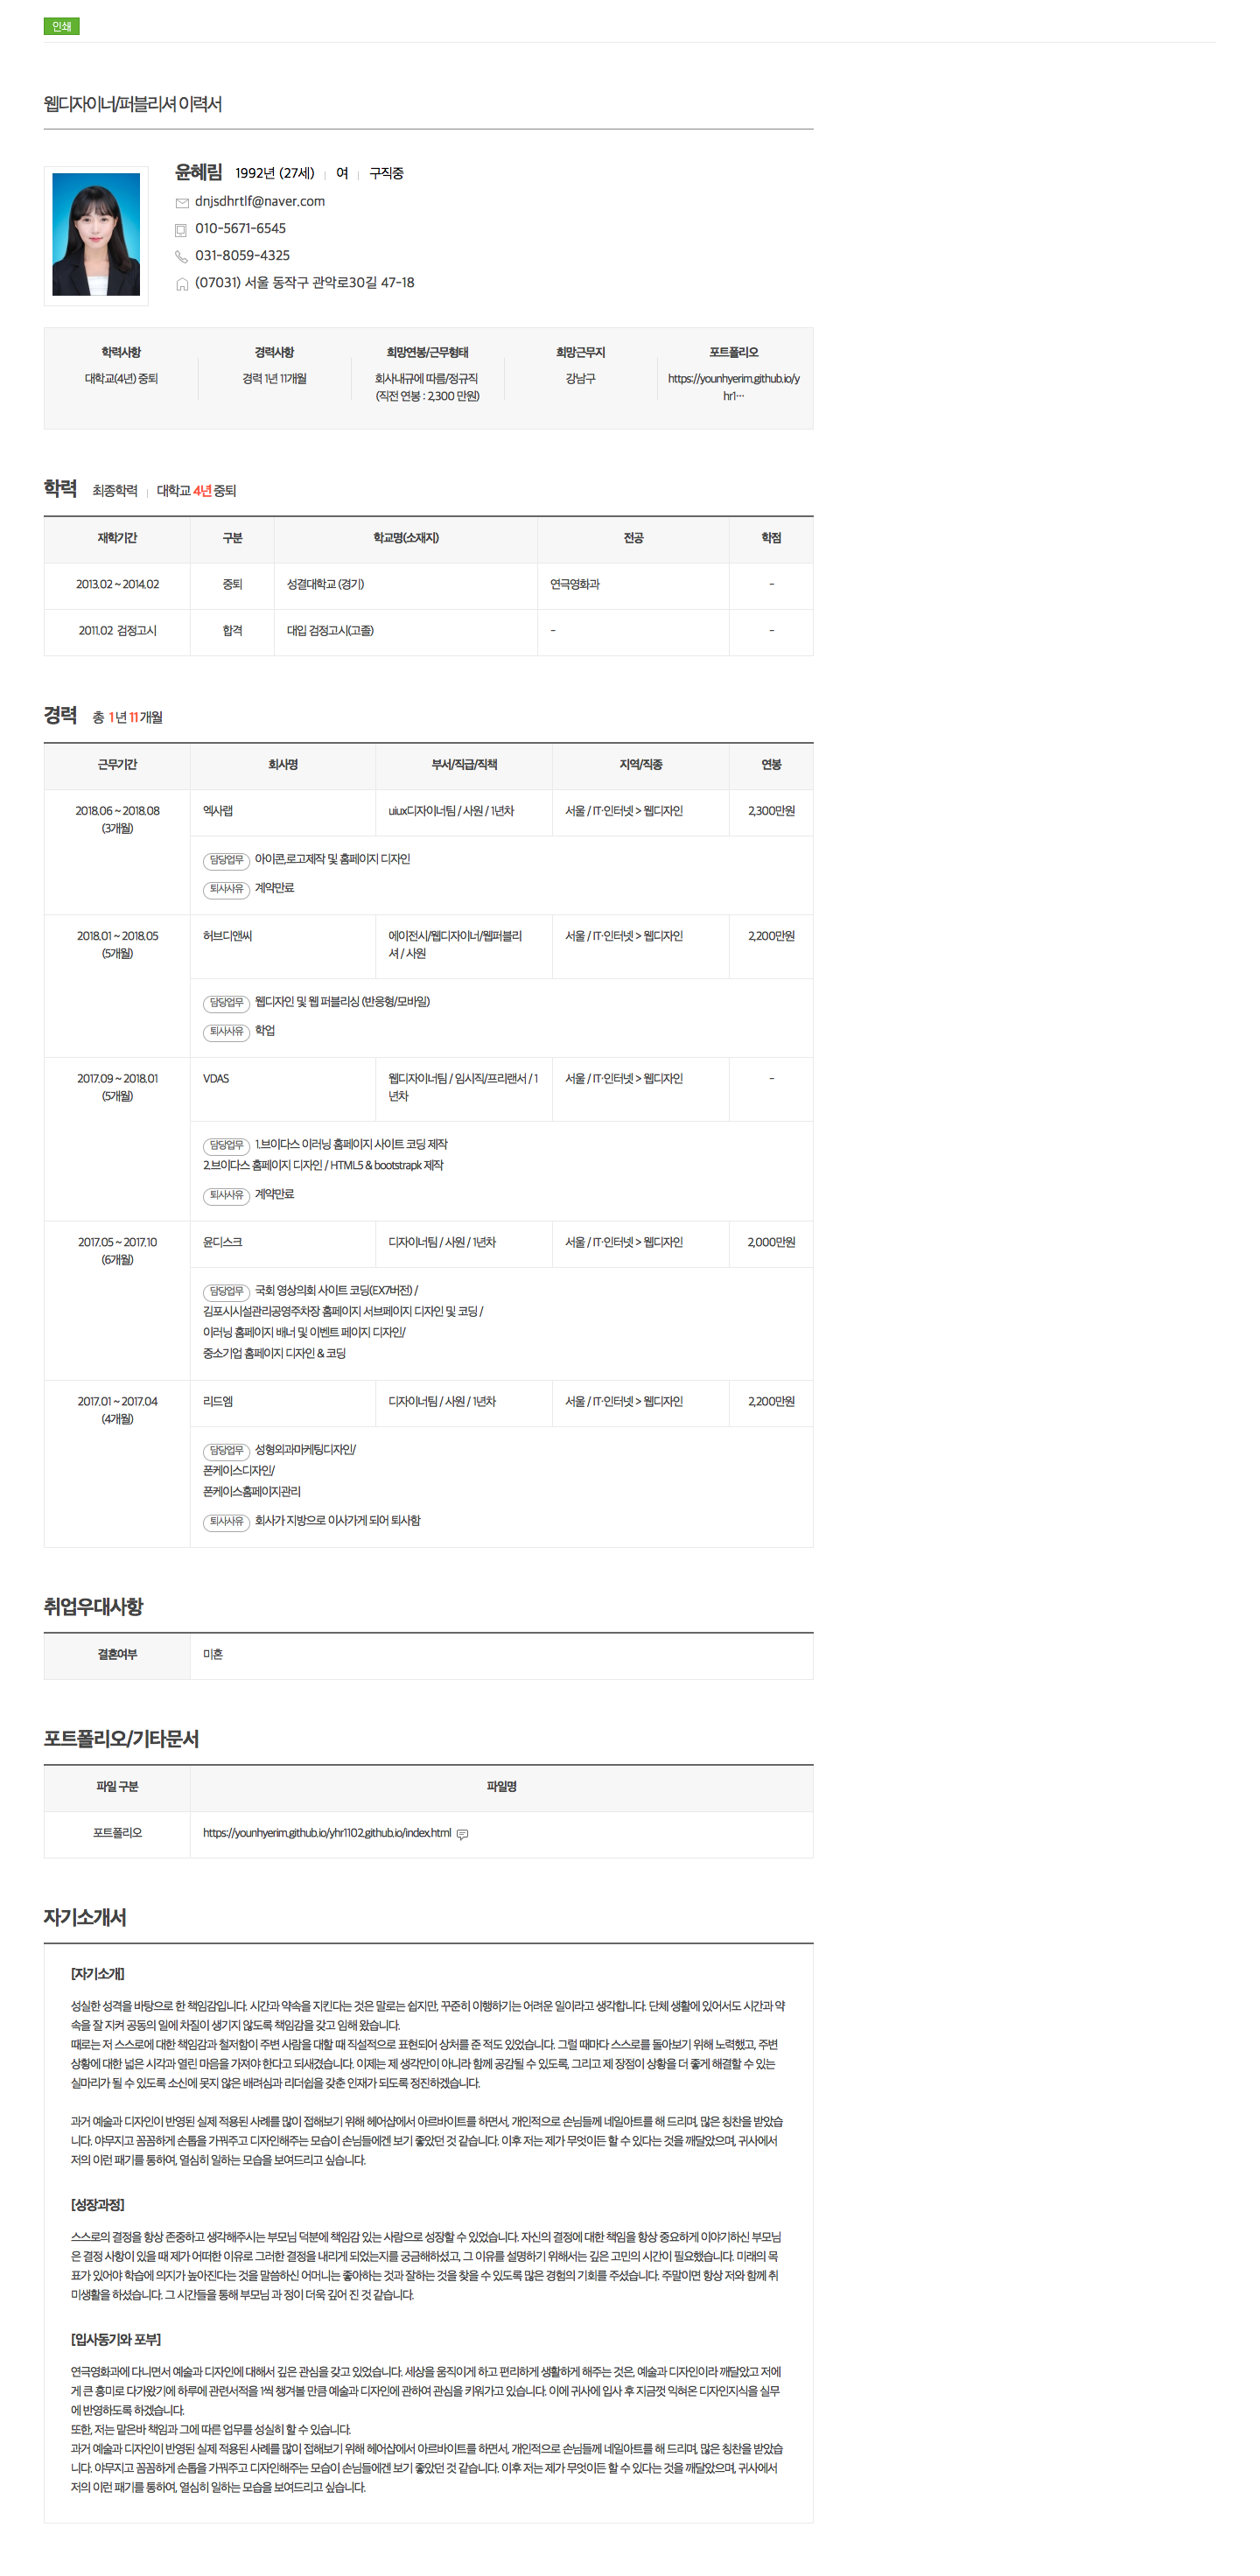 인쇄
웹디자이너/퍼블리셔 이력서
윤혜림 1992년 (27세) 여 구직중
dnjsdhrtlf@naver.com
010-5671-6545
031-8059-4325
(07031) 서울 동작구 관악로30길 47-18
학력사항 경력사항 희망연봉/근무형태 희망근무지 포트폴리오
대학교(4년) 중퇴 경력 1년 11개월 회사내규에 따름/정규직 강남구 https://younhyerim.github.io/y
(직전 연봉 : 2,300 만원) hr1…
학력 최종학력 대학교 4년 중퇴
재학기간 구분 학교명(소재지) 전공 학점
2013.02 ~ 2014.02 중퇴 성결대학교 (경기) 연극영화과 -
2011.02 검정고시 합격 대입 검정고시(고졸) - -
경력 총 1년 11개월
근무기간 회사명 부서/직급/직책 지역/직종 연봉
2018.06 ~ 2018.08 엑사랩 uiux디자이너팀 / 사원 / 1년차 서울 / IT·인터넷 > 웹디자인 2,300만원
(3개월)
담당업무 아이콘,로고제작 및 홈페이지 디자인
퇴사사유 계약만료
2018.01 ~ 2018.05 허브디앤씨 에이전시/웹디자이너/웹퍼블리 서울 / IT·인터넷 > 웹디자인 2,200만원
(5개월) 셔 / 사원
담당업무 웹디자인 및 웹 퍼블리싱 (반응형/모바일)
퇴사사유 학업
2017.09 ~ 2018.01 VDAS 웹디자이너팀 / 임시직/프리랜서 / 1 서울 / IT·인터넷 > 웹디자인 -
(5개월) 년차
담당업무 1.브이다스 이러닝 홈페이지 사이트 코딩 제작
2.브이다스 홈페이지 디자인 / HTML5 & bootstrapk 제작
퇴사사유 계약만료
2017.05 ~ 2017.10 윤디스크 디자이너팀 / 사원 / 1년차 서울 / IT·인터넷 > 웹디자인 2,000만원
(6개월)
담당업무 국회 영상의회 사이트 코딩(EX7버전) /
김포시시설관리공영주차장 홈페이지 서브페이지 디자인 및 코딩 /
이러닝 홈페이지 배너 및 이벤트 페이지 디자인/
중소기업 홈페이지 디자인 & 코딩
2017.01 ~ 2017.04 리드엠 디자이너팀 / 사원 / 1년차 서울 / IT·인터넷 > 웹디자인 2,200만원
(4개월)
담당업무 성형외과마케팅디자인/
폰케이스디자인/
폰케이스홈페이지관리
퇴사사유 회사가 지방으로 이사가게 되어 퇴사함
취업우대사항
결혼여부 미혼
포트폴리오/기타문서
파일 구분 파일명
포트폴리오 https://younhyerim.github.io/yhr1102.github.io/index.html
자기소개서
[자기소개]
성실한 성격을 바탕으로 한 책임감입니다. 시간과 약속을 지킨다는 것은 말로는 쉽지만, 꾸준히 이행하기는 어려운 일이라고 생각합니다. 단체 생활에 있어서도 시간과 약
속을 잘 지켜 공동의 일에 차질이 생기지 않도록 책임감을 갖고 임해 왔습니다.
때로는 저 스스로에 대한 책임감과 철저함이 주변 사람을 대할 때 직설적으로 표현되어 상처를 준 적도 있었습니다. 그럴 때마다 스스로를 돌아보기 위해 노력했고, 주변
상황에 대한 넓은 시각과 열린 마음을 가져야 한다고 되새겼습니다. 이제는 제 생각만이 아니라 함께 공감될 수 있도록, 그리고 제 장점이 상황을 더 좋게 해결할 수 있는
실마리가 될 수 있도록 소신에 못지 않은 배려심과 리더쉽을 갖춘 인재가 되도록 정진하겠습니다.
과거 예술과 디자인이 반영된 실제 적용된 사례를 많이 접해보기 위해 헤어샵에서 아르바이트를 하면서, 개인적으로 손님들께 네일아트를 해 드리며, 많은 칭찬을 받았습
니다. 야무지고 꼼꼼하게 손톱을 가꿔주고 디자인해주는 모습이 손님들에겐 보기 좋았던 것 같습니다. 이후 저는 제가 무엇이든 할 수 있다는 것을 깨달았으며, 귀사에서
저의 이런 패기를 통하여, 열심히 일하는 모습을 보여드리고 싶습니다.
[성장과정]
스스로의 결정을 항상 존중하고 생각해주시는 부모님 덕분에 책임감 있는 사람으로 성장할 수 있었습니다. 자신의 결정에 대한 책임을 항상 중요하게 이야기하신 부모님
은 결정 사항이 있을 때 제가 어떠한 이유로 그러한 결정을 내리게 되었는지를 궁금해하셨고, 그 이유를 설명하기 위해서는 깊은 고민의 시간이 필요했습니다. 미래의 목
표가 있어야 학습에 의지가 높아진다는 것을 말씀하신 어머니는 좋아하는 것과 잘하는 것을 찾을 수 있도록 많은 경험의 기회를 주셨습니다. 주말이면 항상 저와 함께 취
미생활을 하셨습니다. 그 시간들을 통해 부모님 과 정이 더욱 깊어 진 것 같습니다.
[입사동기와 포부]
연극영화과에 다니면서 예술과 디자인에 대해서 깊은 관심을 갖고 있었습니다. 세상을 움직이게 하고 편리하게 생활하게 해주는 것은, 예술과 디자인이라 깨달았고 저에
게 큰 흥미로 다가왔기에 하루에 관련서적을 1씩 챙겨볼 만큼 예술과 디자인에 관하여 관심을 키워가고 있습니다. 이에 귀사에 입사 후 지금껏 익혀온 디자인지식을 실무
에 반영하도록 하겠습니다.
또한, 저는 맡은바 책임과 그에 따른 업무를 성실히 할 수 있습니다.
과거 예술과 디자인이 반영된 실제 적용된 사례를 많이 접해보기 위해 헤어샵에서 아르바이트를 하면서, 개인적으로 손님들께 네일아트를 해 드리며, 많은 칭찬을 받았습
니다. 야무지고 꼼꼼하게 손톱을 가꿔주고 디자인해주는 모습이 손님들에겐 보기 좋았던 것 같습니다. 이후 저는 제가 무엇이든 할 수 있다는 것을 깨달았으며, 귀사에서
저의 이런 패기를 통하여, 열심히 일하는 모습을 보여드리고 싶습니다.